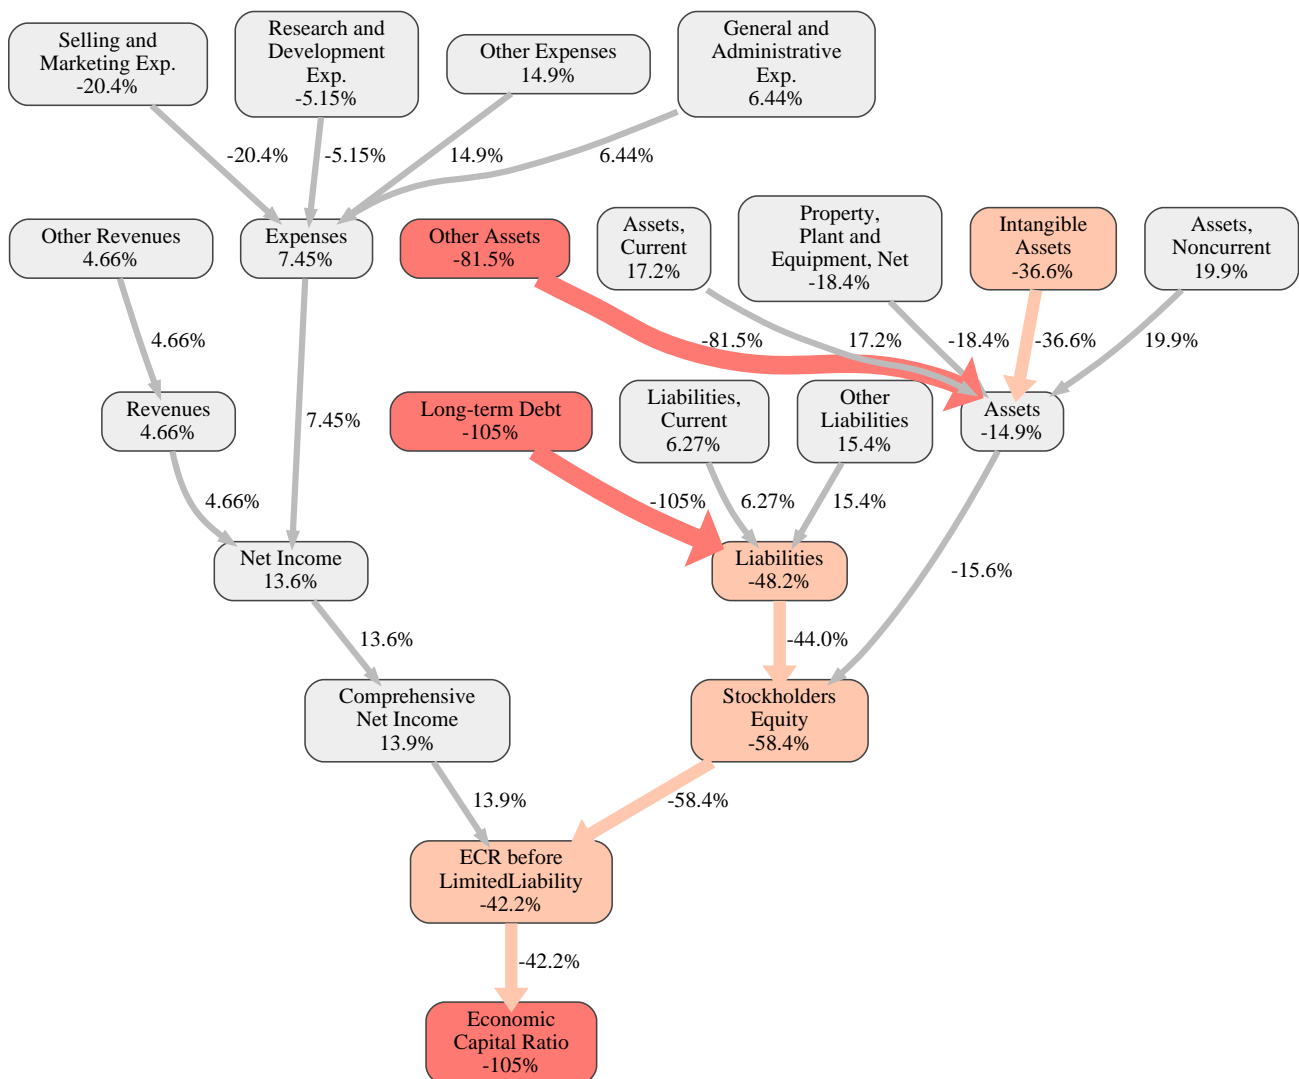 Selling and
Marketing Exp.
-20.4%
Research and
Development
Exp.
-5.15%
Other Expenses
14.9%
General and
Administrative
Exp.
6.44%
-20.4%
-5.15%
14.9%
6.44%
Other Revenues
4.66%
Expenses
7.45%
Other Assets
-81.5%
Assets,
Current
17.2%
Property,
Plant and
Equipment, Net
-18.4%
Intangible
Assets
-36.6%
Assets,
Noncurrent
19.9%
4.66%
-81.5%
17.2%
-18.4%
-36.6%
19.9%
Revenues
4.66%
7.45%
Long-term Debt
-105%
Liabilities,
Current
6.27%
Other
Liabilities
15.4%
Assets
-14.9%
4.66%
-105%
6.27%
15.4%
Net Income
13.6%
Liabilities
-48.2%
-15.6%
13.6%
-44.0%
Comprehensive
Net Income
13.9%
Stockholders
Equity
-58.4%
13.9%
-58.4%
ECR before
LimitedLiability
-42.2%
-42.2%
Economic
Capital Ratio
-105%